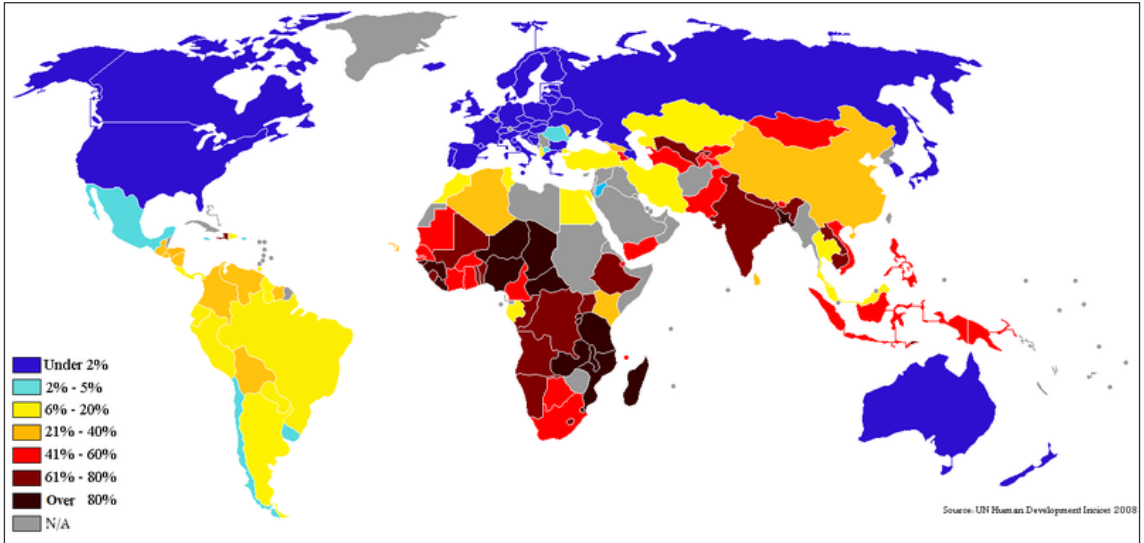 Under 2%
2% - 5%
6% - 20%
21% - 40%
41% - 60%
61% - 80%
Over 80%
N/A
Source: UN Human Development Incices 2008